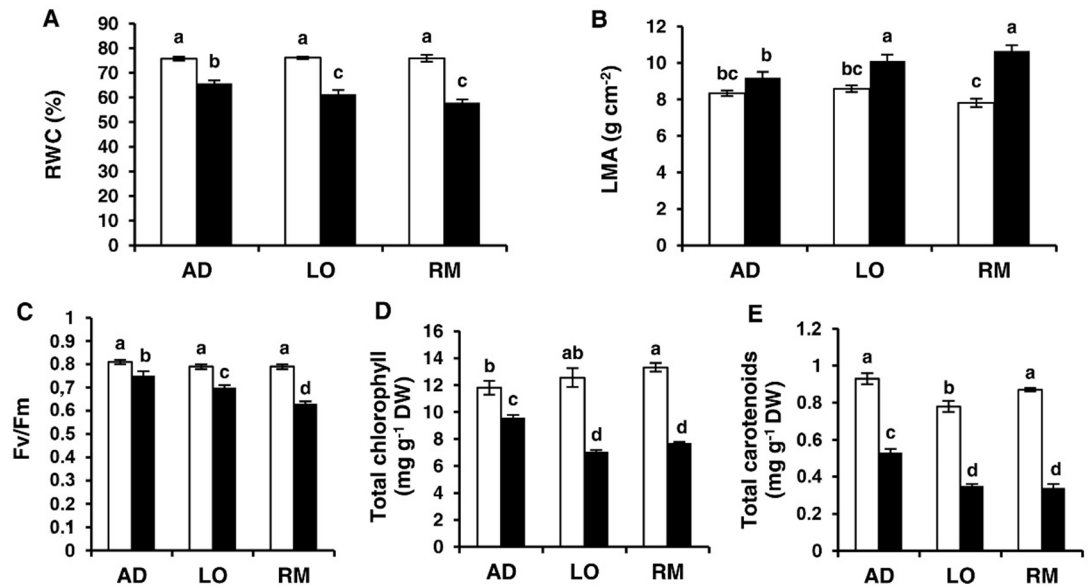 A
RWC (%)
90
80
70
60
50
40
30
20
10
0
a
b
a
c
a
c
AD
LO
RM
B
LMA (g cm-2)
12
10
8
6
4
2
0
bc
b
bc
a
c
a
AD
LO
RM
C
Fv/Fm
1
0.9
0.8
0,7
0.6
0.5
0.4
0.3
0.2
0.1
0
a
b
a
c
a
d
AD
LO
RM
D
Total chlorophyll
(mg g-1 DW)
16
14
12
10
8
6
4
2
0
b
c
ab
d
a
d
AD
LO
RM
E
Total carotenoids
(mg g-1 DW)
1.2
1
0.8
0.6
0.4
0.2
0
a
c
b
d
a
d
AD
LO
RM